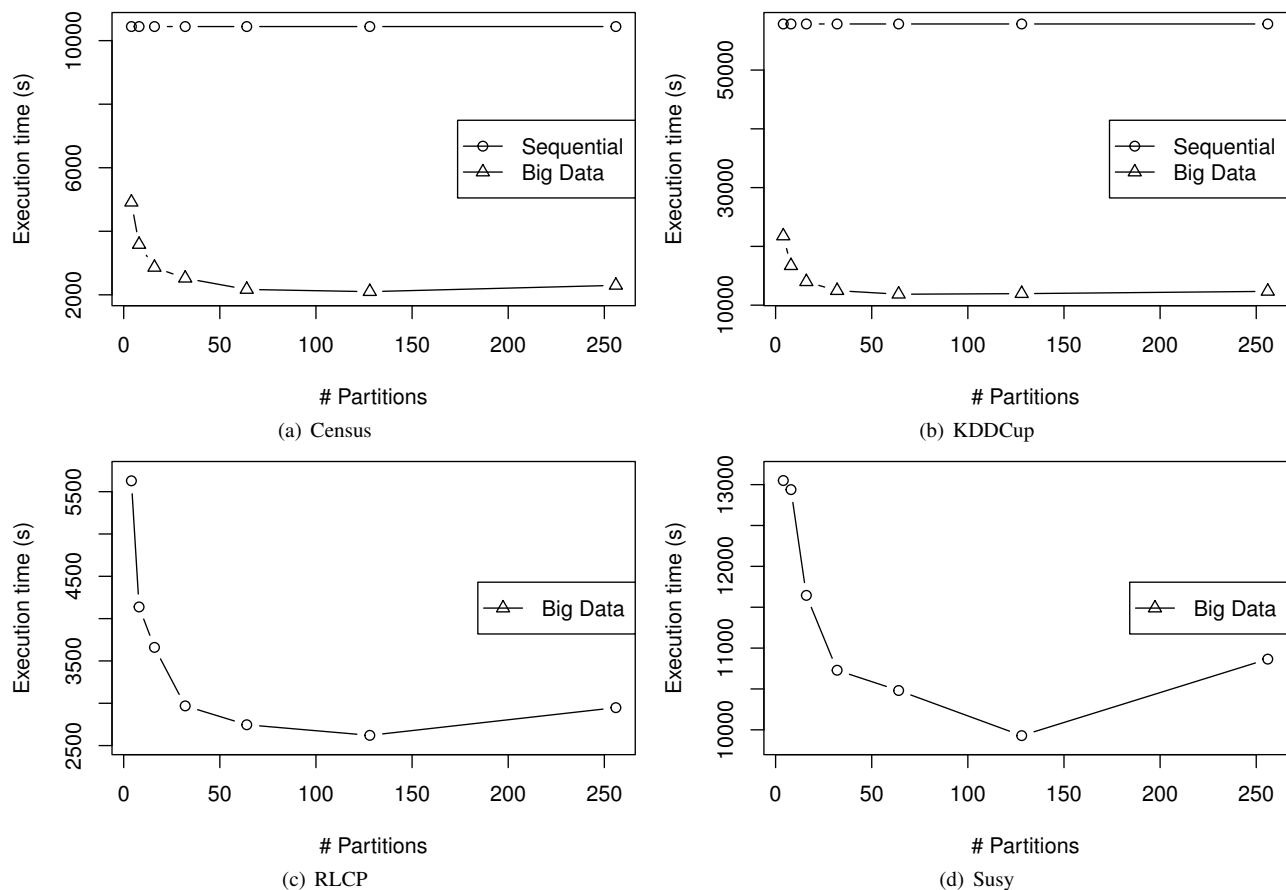 Execution time (s)
2000
6000
10000
Sequential
Big Data
0 50 100 150 200 250
# Partitions
(a) Census
Execution time (s)
10000
30000
50000
Sequential
Big Data
0 50 100 150 200 250
# Partitions
(b) KDDCup
Execution time (s)
2500
3500
4500
5500
Big Data
0 50 100 150 200 250
# Partitions
(c) RLCP
Execution time (s)
10000
11000
12000
13000
Big Data
0 50 100 150 200 250
# Partitions
(d) Susy